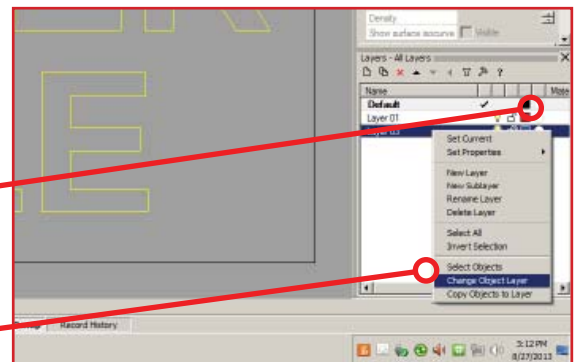 Density
Show surface isocurve Visible
Layers - All Layers
Name Mate
Default
Layer 01
Layer 03
Set Current
Set Properties
New Layer
New Sublayer
Rename Layer
Delete Layer
Select All
Invert Selection
Select Objects
Change Object Layer
Copy Objects to Layer
Record History
3:12 PM
8/27/2013
E